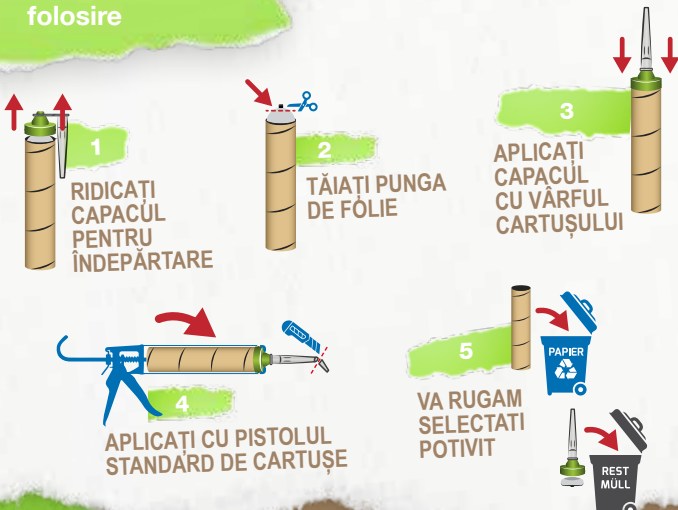 folosire
1
RIDICAȚI
CAPACUL
PENTRU
ÎNDEPĂRTARE
2
TĂIAȚI PUNGA
DE FOLIE
3
APLICAȚI
CAPACUL
CU VÂRFUL
CARTUȘULUI
4
APLICAȚI CU PISTOLUL
STANDARD DE CARTUȘE
5
VA RUGAM
SELECTATI
POTIVIT
PAPIER
REST
MÜLL